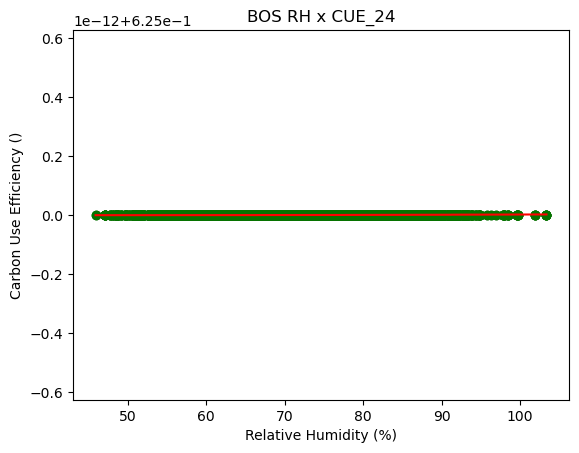 BOS RH x CUE_24
1e−12+6.25e−1
0.6
0.4
0.2
0.0
−0.2
−0.4
−0.6
Carbon Use Efficiency ()
50 60 70 80 90 100
Relative Humidity (%)